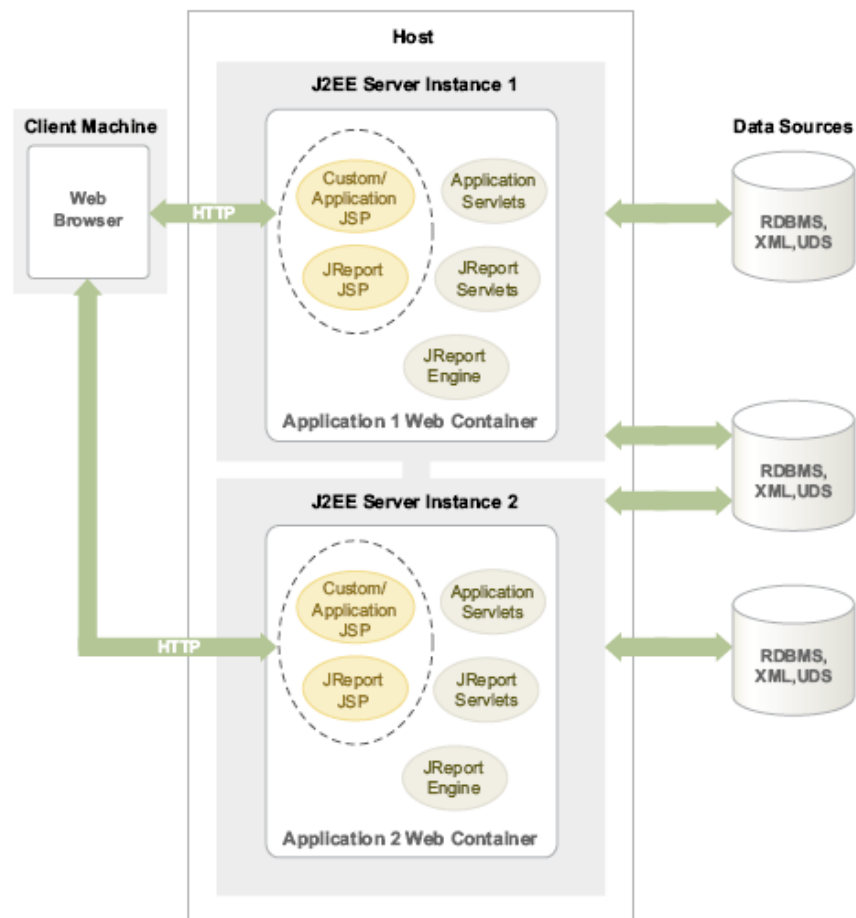 Host
J2EE Server Instance 1
Client Machine
Web
Browser
HTTP
Custom/
Application
JSP
JReport
JSP
Application
Servlets
JReport
Servlets
JReport
Engine
Application 1 Web Container
J2EE Server Instance 2
HTTP
Custom/
Application
JSP
JReport
JSP
Application
Servlets
JReport
Servlets
JReport
Engine
Application 2 Web Container
Data Sources
RDBMS,
XML,UDS
RDBMS,
XML,UDS
RDBMS,
XML,UDS